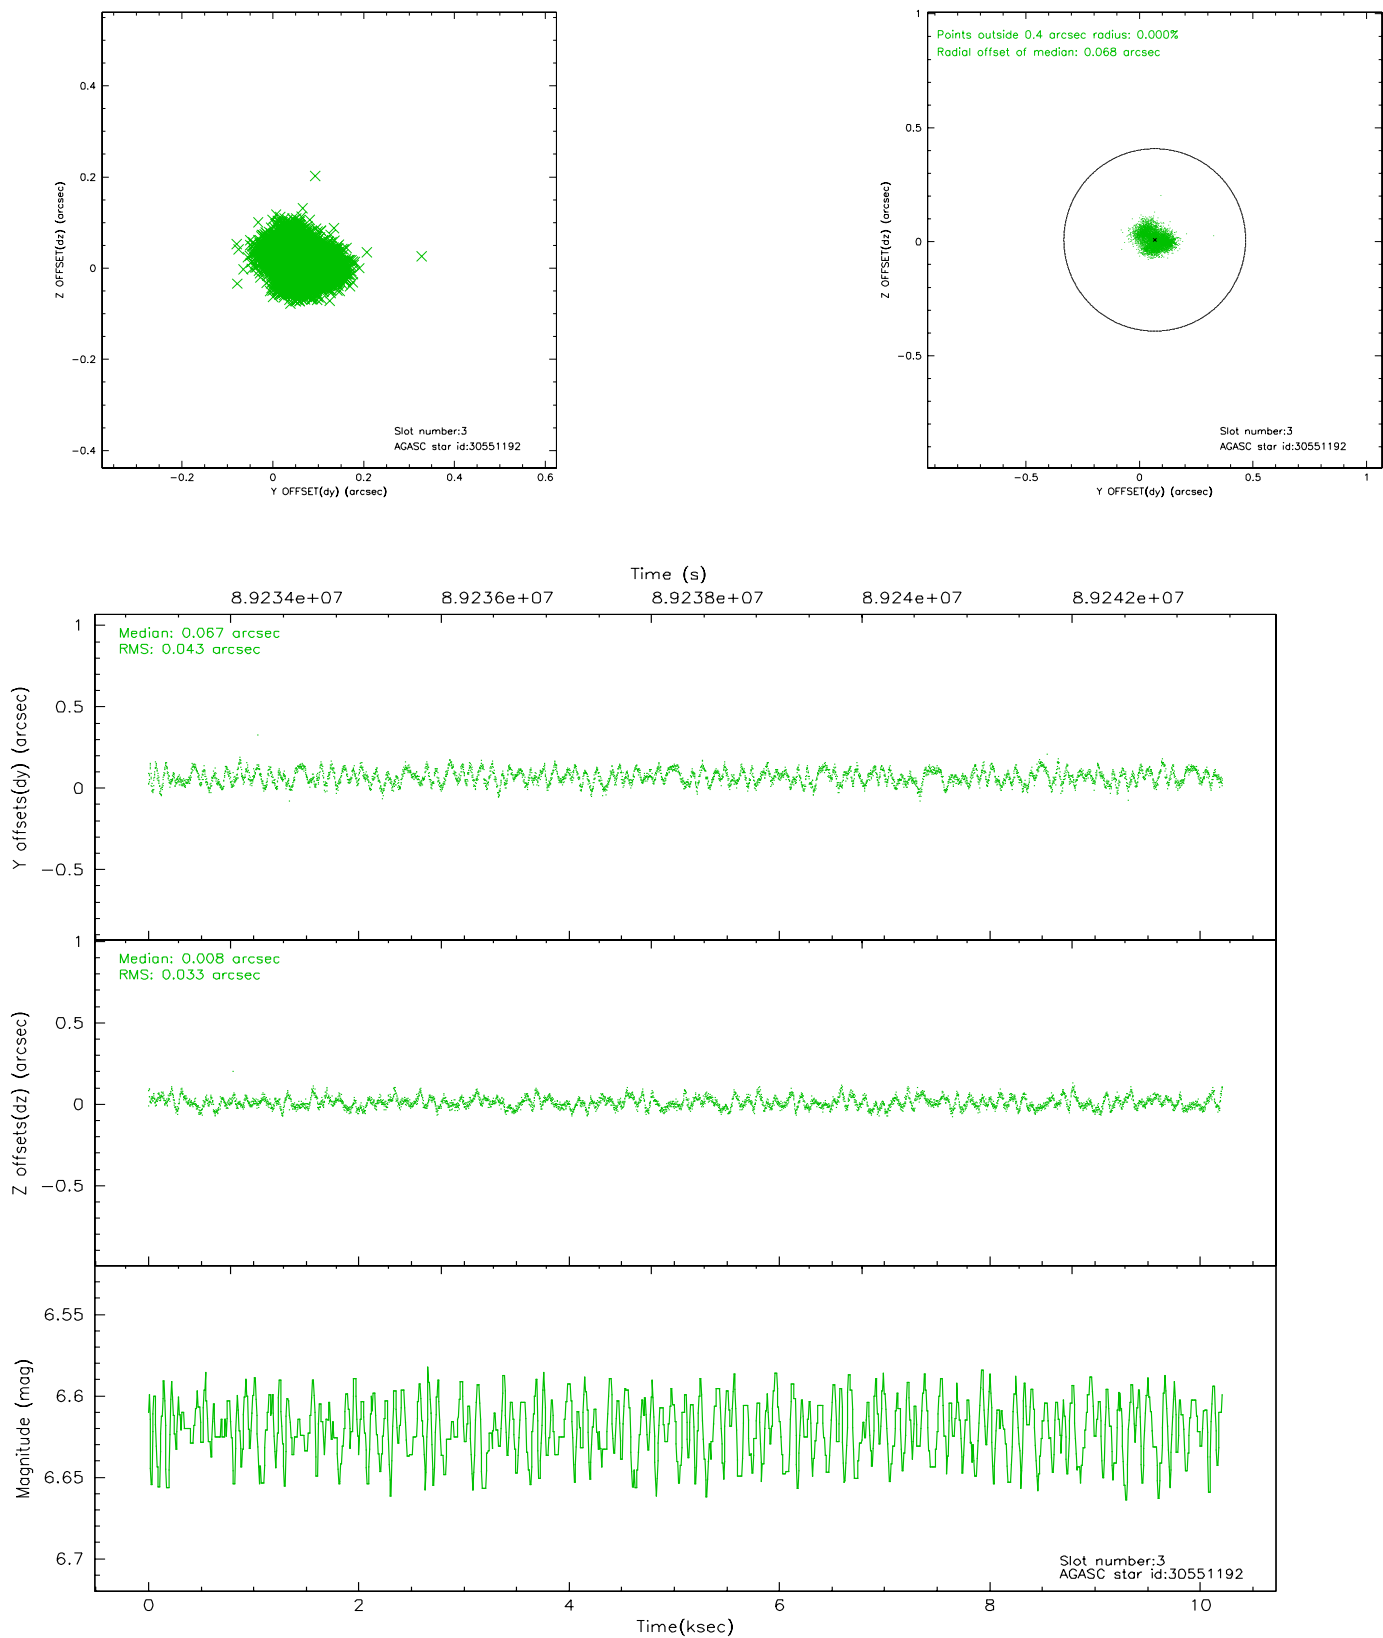 0.4
0.2
0
−0.2
−0.4
Z OFFSET(dz) (arcsec)
−0.2 0 0.2 0.4 0.6
Y OFFSET(dy) (arcsec)
Slot number:3
AGASC star id:30551192
Points outside 0.4 arcsec radius: 0.000%
Radial offset of median: 0.068 arcsec
1
0.5
0
−0.5
Z OFFSET(dz) (arcsec)
−0.5 0 0.5 1
Y OFFSET(dy) (arcsec)
Slot number:3
AGASC star id:30551192
Time (s)
8.9234e+07 8.9236e+07 8.9238e+07 8.924e+07 8.9242e+07
Median: 0.067 arcsec
RMS: 0.043 arcsec
1
0.5
0
−0.5
Y offsets(dy) (arcsec)
Median: 0.008 arcsec
RMS: 0.033 arcsec
1
0.5
0
−0.5
Z offsets(dz) (arcsec)
6.55
6.6
6.65
6.7
Magnitude (mag)
Slot number:3
AGASC star id:30551192
0 2 4 6 8 10
Time(ksec)